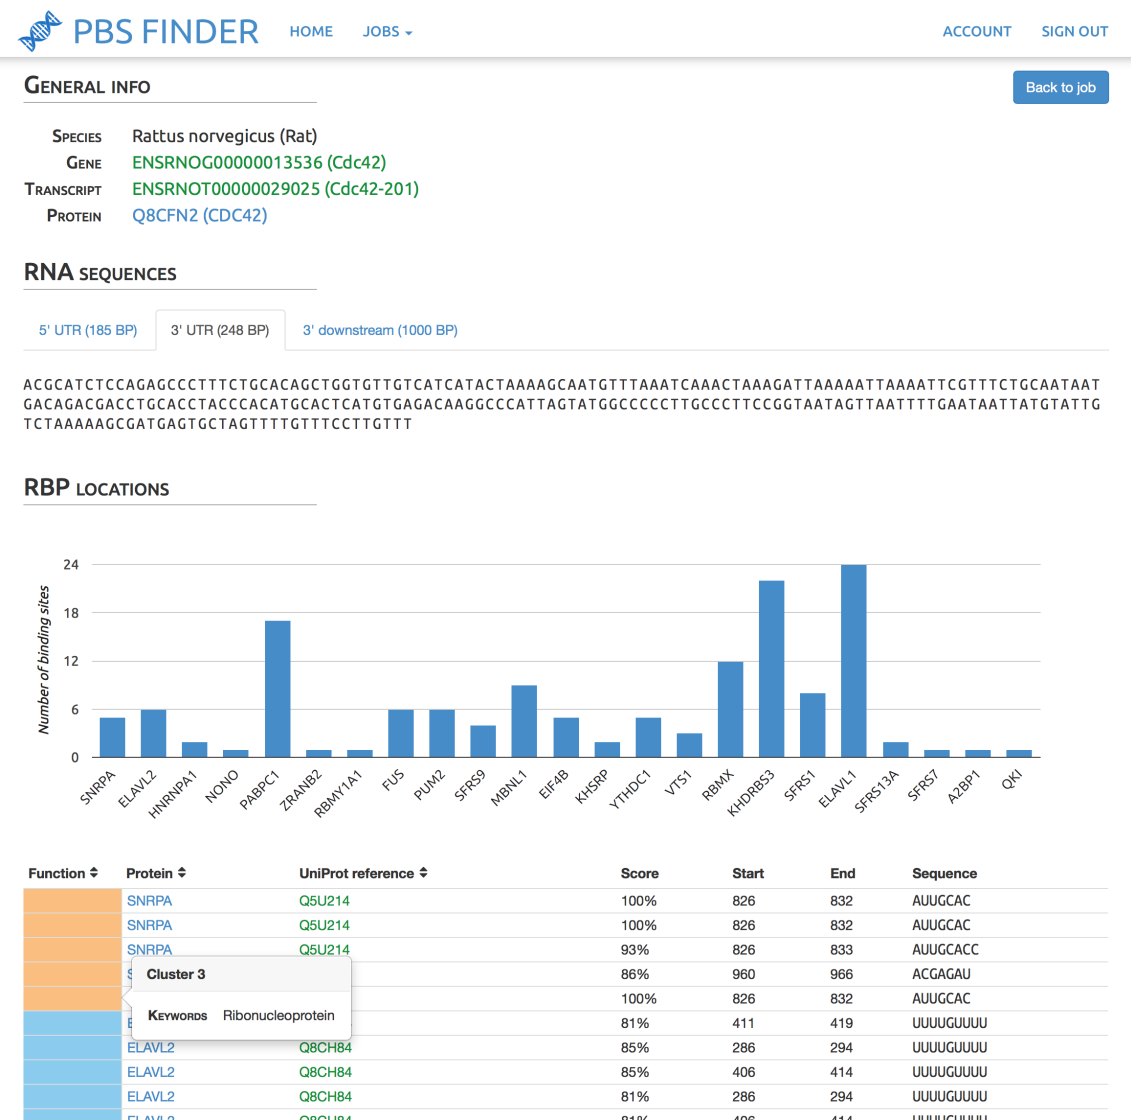 PBS FINDER HOME JOBS ACCOUNT SIGN OUT
GENERAL INFO
Back to job
SPECIES Rattus norvegicus (Rat)
GENE ENSRNOG00000013536 (Cdc42)
TRANSCRIPT ENSRNOT00000029025 (Cdc42-201)
PROTEIN Q8CFN2 (CDC42)
RNA SEQUENCES
5' UTR (185 BP) 3' UTR (248 BP) 3' downstream (1000 BP)
ACGCATCTCCAGAGCCCTTTCTGCACAGCTGGTGTTGTCATCATACTAAAAGCAATGTTTAAATCAAACTAAAGATTAAAAATTAAAATTCGTTTCTGCAATAAT
GACAGACGACCTGCACCTACCCACATGCACTCATGTGAGACAAGGCCCATTAGTATGGCCCCCTTGCCCTTCCGGTAATAGTTAATTTTGAATAATTATGTATTG
TCTAAAAAGCGATGAGTGCTAGTTTTGTTTCCTTGTTT
RBP LOCATIONS
Number of binding sites
24
18
12
6
0
SNRPA ELAVL2 HNRNPA1 NONO PABPC1 ZRANB2 RBMY1A1 FUS PUM2 SFRS9 MBNL1 EIF4B KHSRP YTHDC1 VTS1 RBMX KHDRBS3 SFRS1 ELAVL1 SFRS13A SFRS7 A2BP1 QKI
Function Protein UniProt reference Score Start End Sequence
SNRPA Q5U214 100% 826 832 AUUGCAC
SNRPA Q5U214 100% 826 832 AUUGCAC
SNRPA Q5U214 93% 826 833 AUUGCACC
86% 960 966 ACGAGAU
Cluster 3
100% 826 832 AUUGCAC
KEYWORDS Ribonucleoprotein
81% 411 419 UUUUGUUUU
ELAVL2 Q8CH84 85% 286 294 UUUUGUUUU
ELAVL2 Q8CH84 85% 406 414 UUUUGUUUU
ELAVL2 Q8CH84 81% 286 294 UUUUGUUUU
ELAVL2 Q8CH84 81% 406 414 UUUUGUUUU